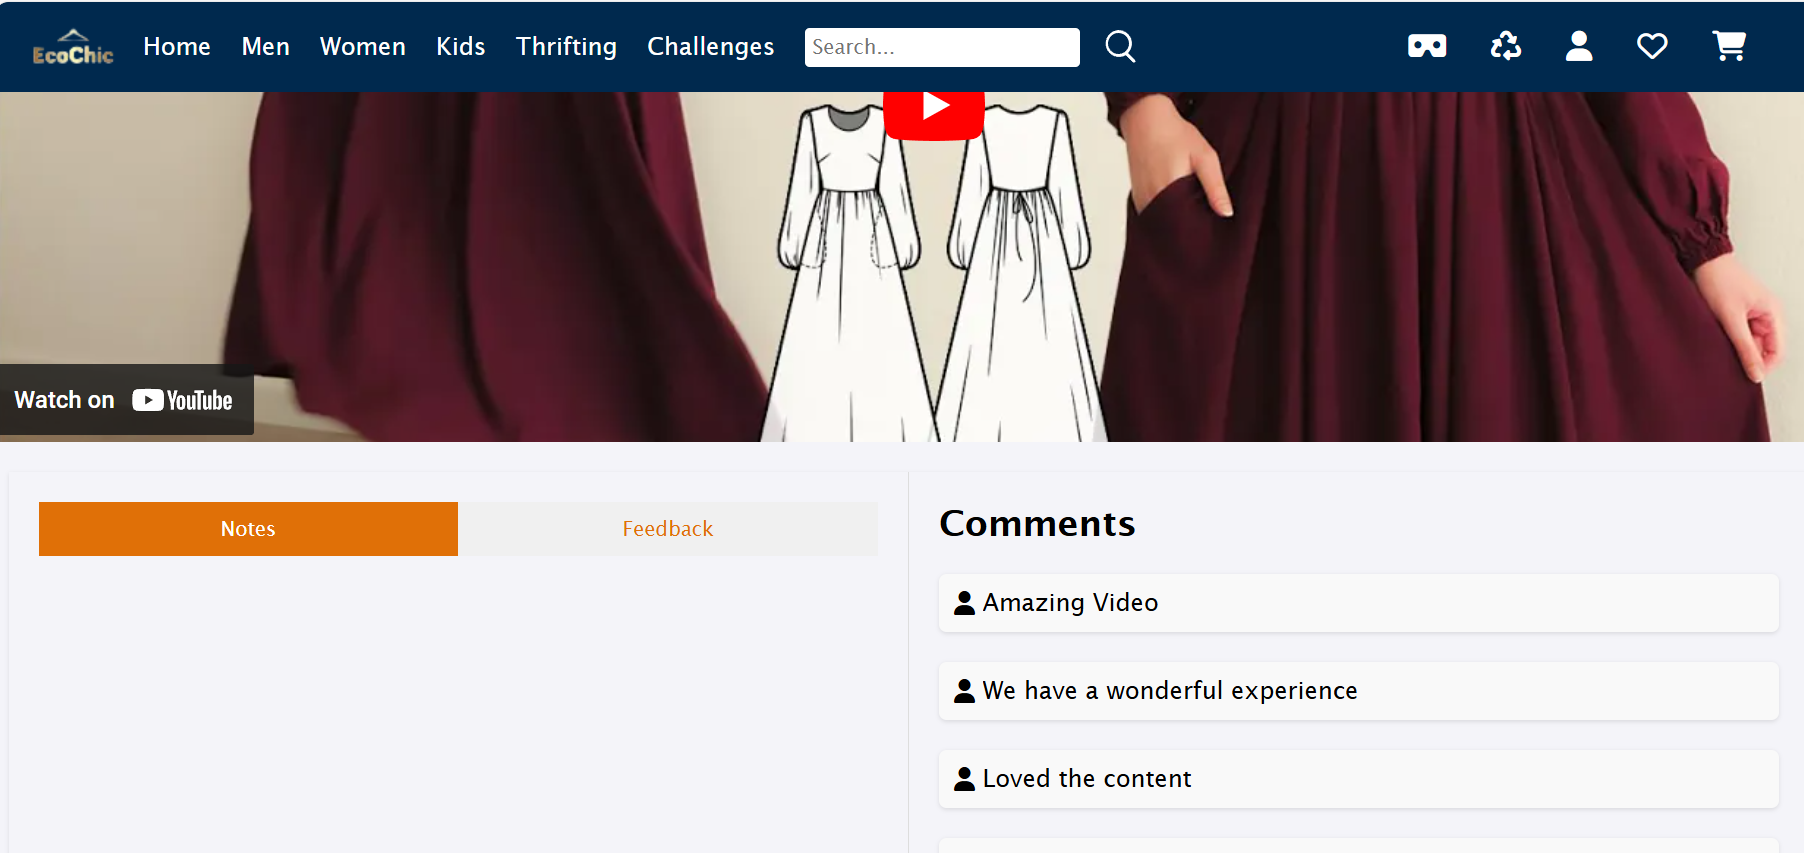 EcoChic
Home Men Women Kids Thrifting Challenges Search...
Watch on YouTube
Notes Feedback
Comments
Amazing Video
We have a wonderful experience
Loved the content